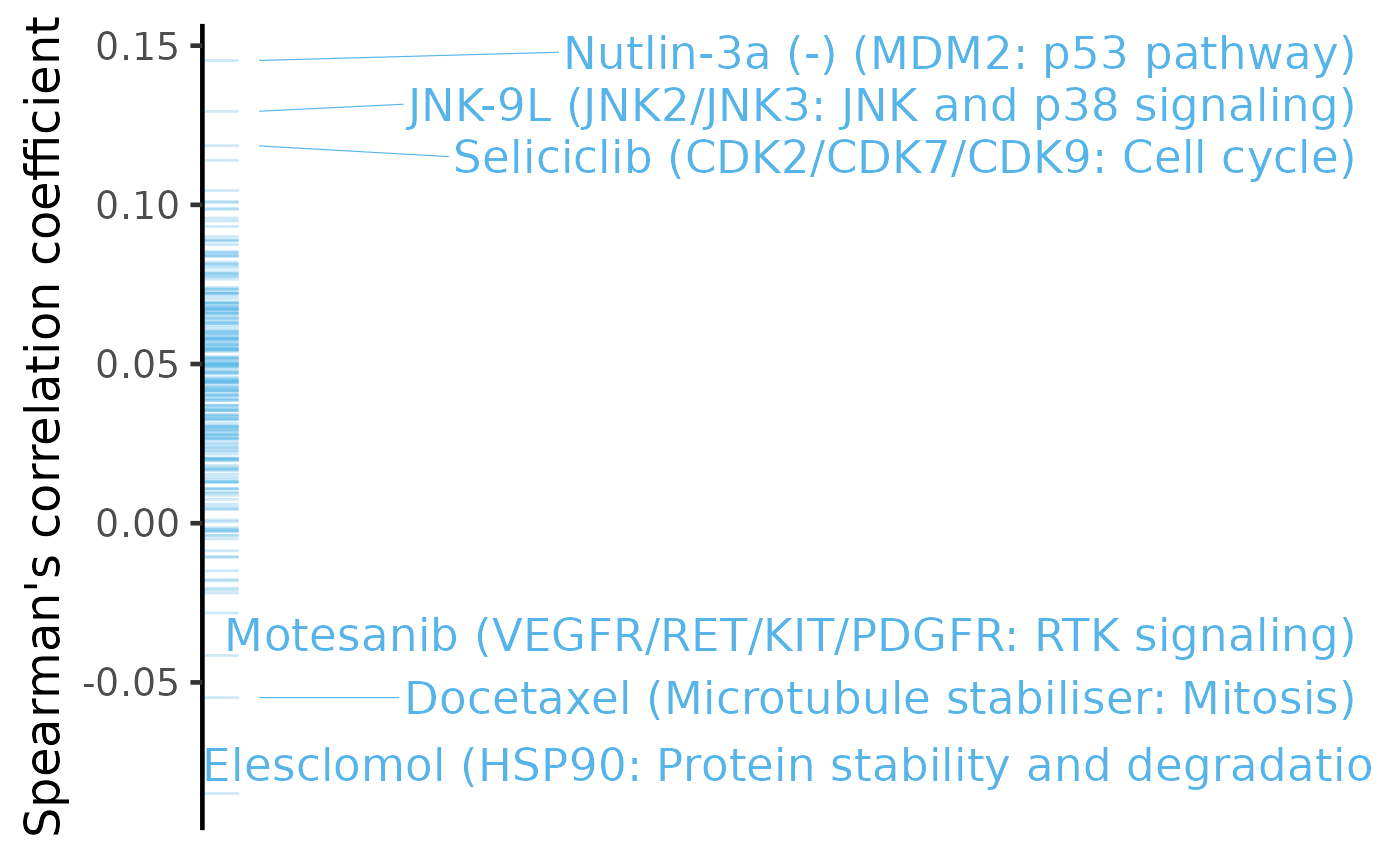 Spearman's correlation coefficient
0.15
0.10
0.05
0.00
-0.05
Nutlin-3a (-) (MDM2: p53 pathway)
JNK-9L (JNK2/JNK3: JNK and p38 signaling)
Seliciclib (CDK2/CDK7/CDK9: Cell cycle)
Motesanib (VEGFR/RET/KIT/PDGFR: RTK signaling)
Docetaxel (Microtubule stabiliser: Mitosis)
Elesclomol (HSP90: Protein stability and degradatio